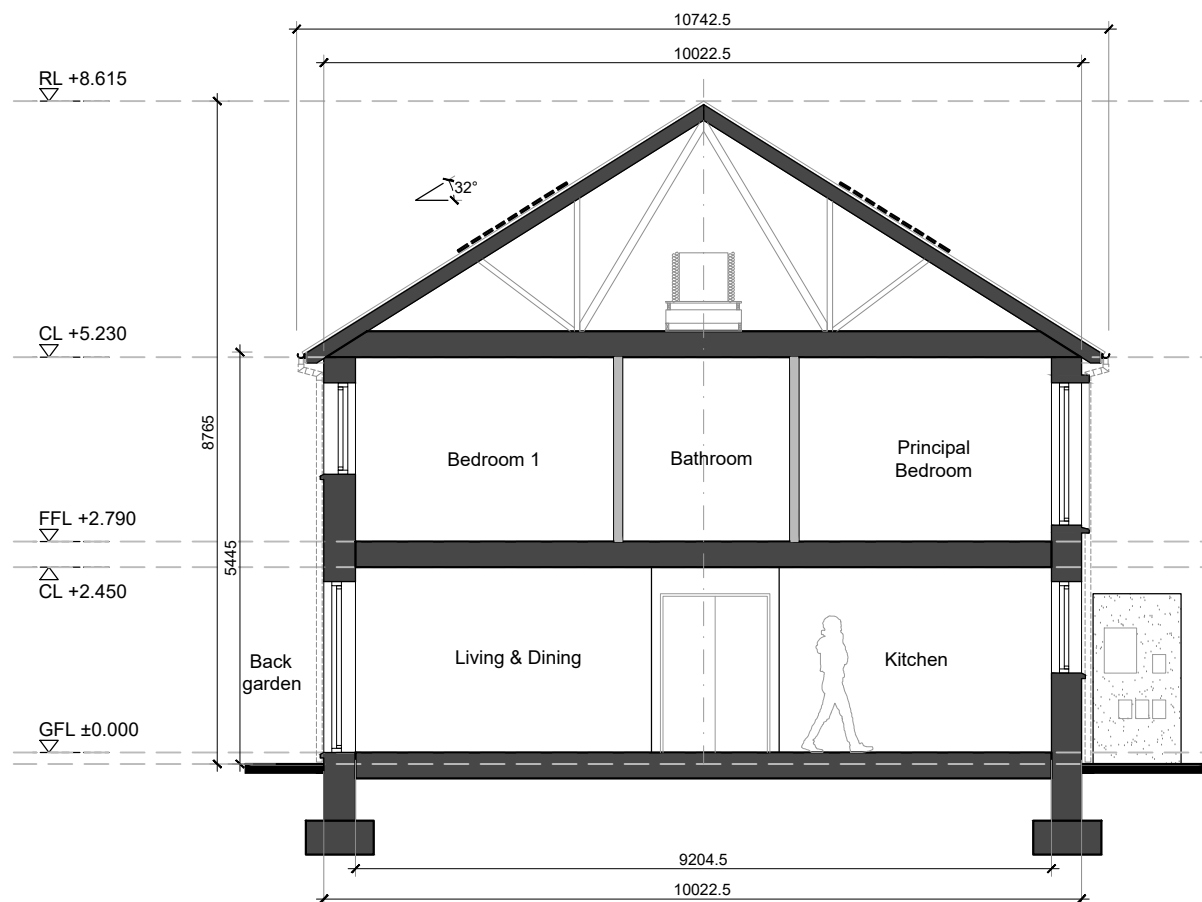 10742.5
10022.5
RL +8.615
32°
CL +5.230
8765
Bedroom 1
Bathroom
Principal
Bedroom
FFL +2.790
5445
CL +2.450
Living & Dining
Kitchen
Back
garden
GFL ±0.000
9204.5
10022.5